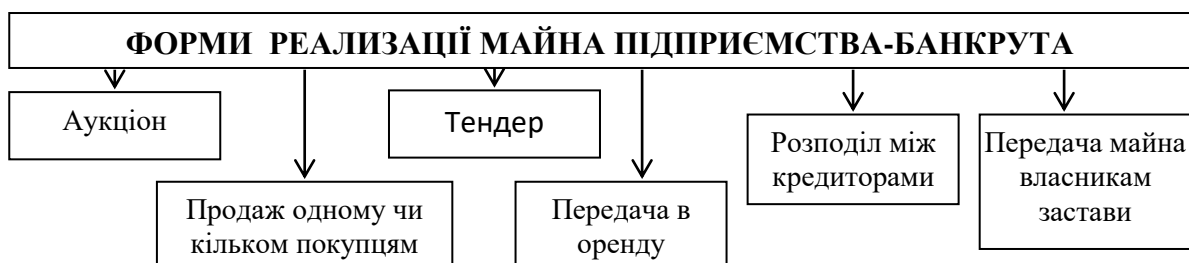 ФОРМИ РЕАЛИЗАЦІЇ МАЙНА ПІДПРИЄМСТВА-БАНКРУТА
Аукціон
Продаж одному чи
кільком покупцям
Тендер
Передача в
оренду
Розподіл між
кредиторами
Передача майна
власникам
застави